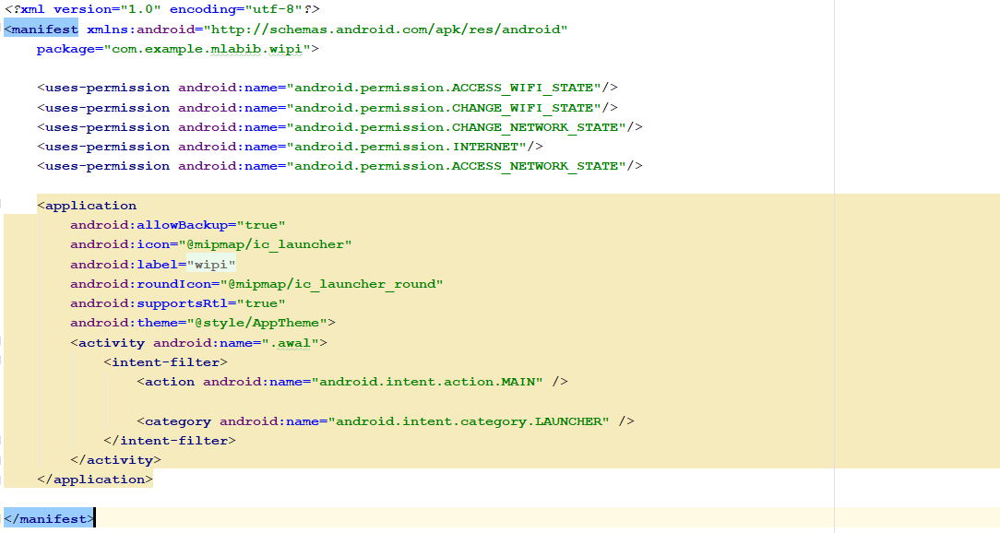 <?xml version="1.0" encoding="utf-8"?>
<manifest xmlns:android="http://schemas.android.com/apk/res/android"
    package="com.example.mlabib.wipi">

    <uses-permission android:name="android.permission.ACCESS_WIFI_STATE"/>
    <uses-permission android:name="android.permission.CHANGE_WIFI_STATE"/>
    <uses-permission android:name="android.permission.CHANGE_NETWORK_STATE"/>
    <uses-permission android:name="android.permission.INTERNET"/>
    <uses-permission android:name="android.permission.ACCESS_NETWORK_STATE"/>

    <application
        android:allowBackup="true"
        android:icon="@mipmap/ic_launcher"
        android:label="wipi"
        android:roundIcon="@mipmap/ic_launcher_round"
        android:supportsRtl="true"
        android:theme="@style/AppTheme">
        <activity android:name=".awal">
            <intent-filter>
                <action android:name="android.intent.action.MAIN" />

                <category android:name="android.intent.category.LAUNCHER" />
            </intent-filter>
        </activity>
    </application>

</manifest>